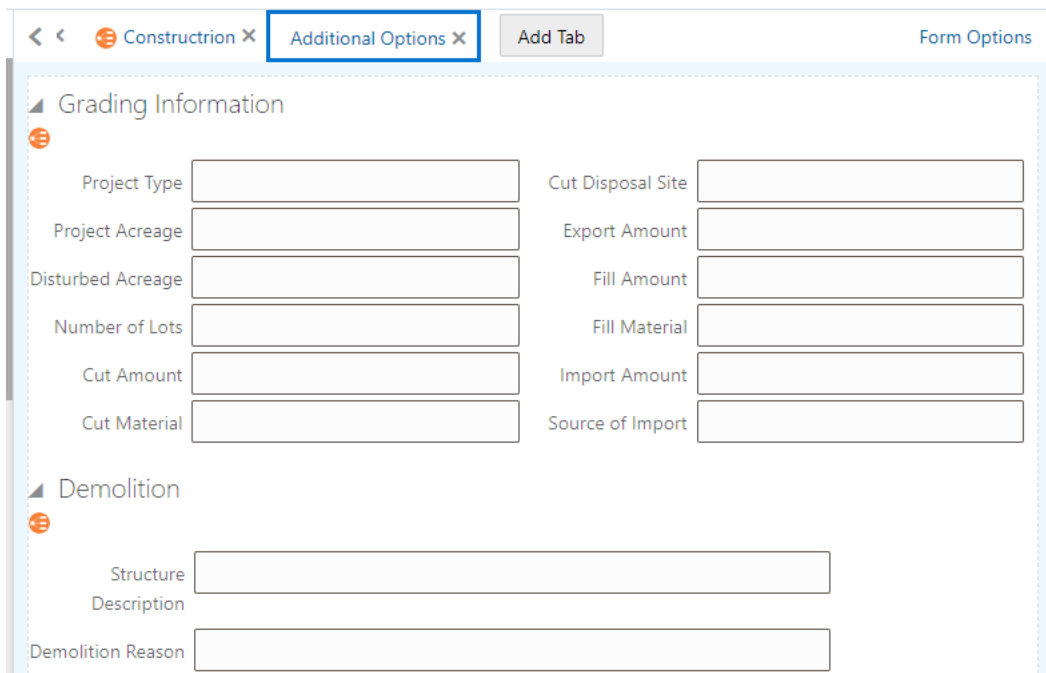 Constructrion Additional Options Add Tab Form Options
Grading Information
Project Type Cut Disposal Site
Project Acreage Export Amount
Disturbed Acreage Fill Amount
Number of Lots Fill Material
Cut Amount Import Amount
Cut Material Source of Import
Demolition
Structure
Description
Demolition Reason